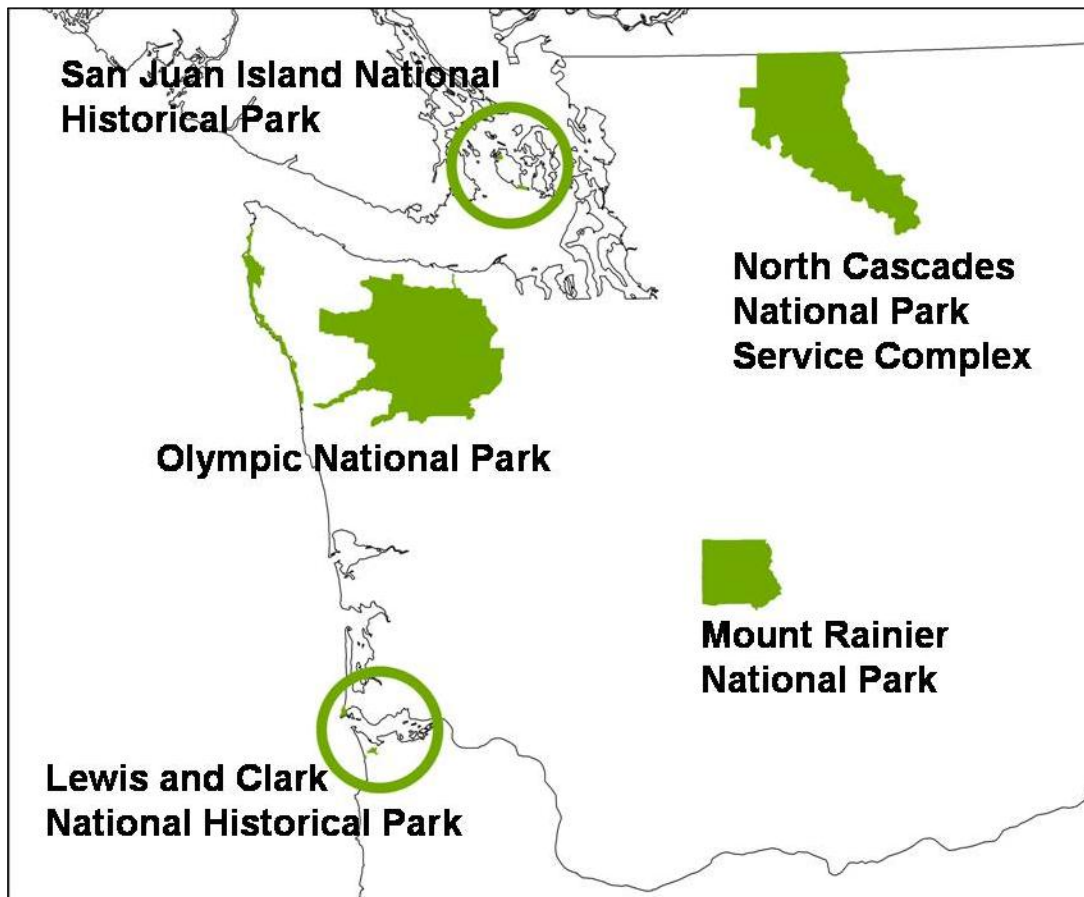 San Juan Island National
Historical Park
North Cascades
National Park
Service Complex
Olympic National Park
Mount Rainier
National Park
Lewis and Clark
National Historical Park